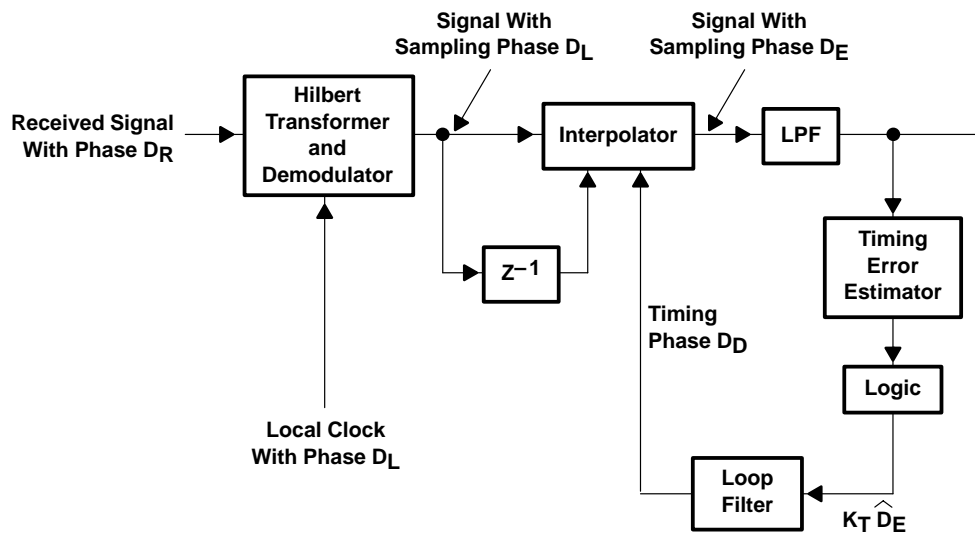 Signal With
Sampling Phase DL
Signal With
Sampling Phase DE
Received Signal
With Phase DR
Hilbert
Transformer
and
Demodulator
Interpolator
LPF
Z–1
Timing
Error
Estimator
Timing
Phase DD
Logic
Local Clock
With Phase DL
Loop
Filter
KT D̂E